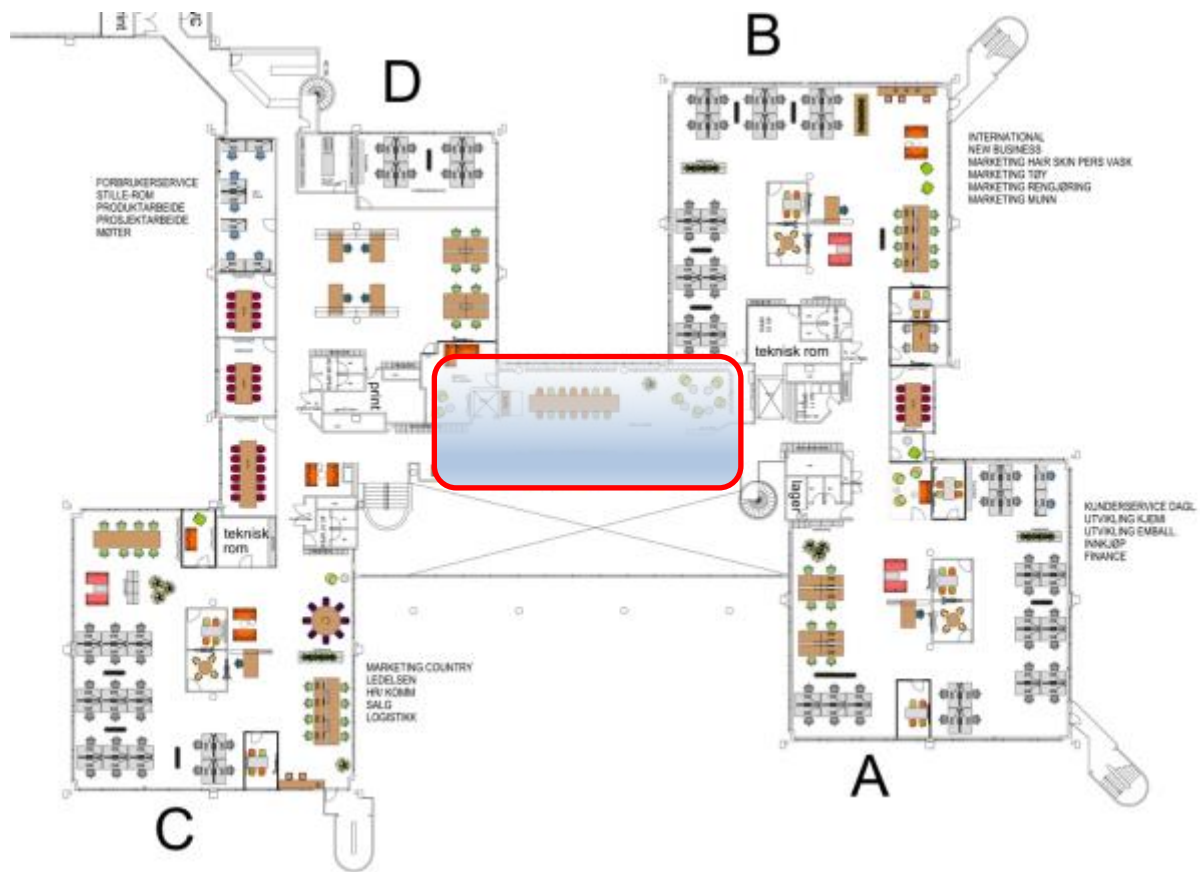 print
WC
B
D
INTERNATIONAL
NEW BUSINESS
MARKETING HAIR SKIN PERS VASK
MARKETING TØY
MARKETING RENGJØRING
MARKETING MUNN
FORBRUKERSERVICE
STILLE-ROM
PRODUKTARBEIDE
PROSJEKTARBEIDE
MØTER
teknisk rom
print
lager
KUNDERSERVICE DAGL
UTVIKLING KJEMI
UTVIKLING EMBALL.
INNKJØP
FINANCE
teknisk
rom
MARKETING COUNTRY
LEDELSEN
HR/ KOMM
SALG
LOGISTIKK
A
C